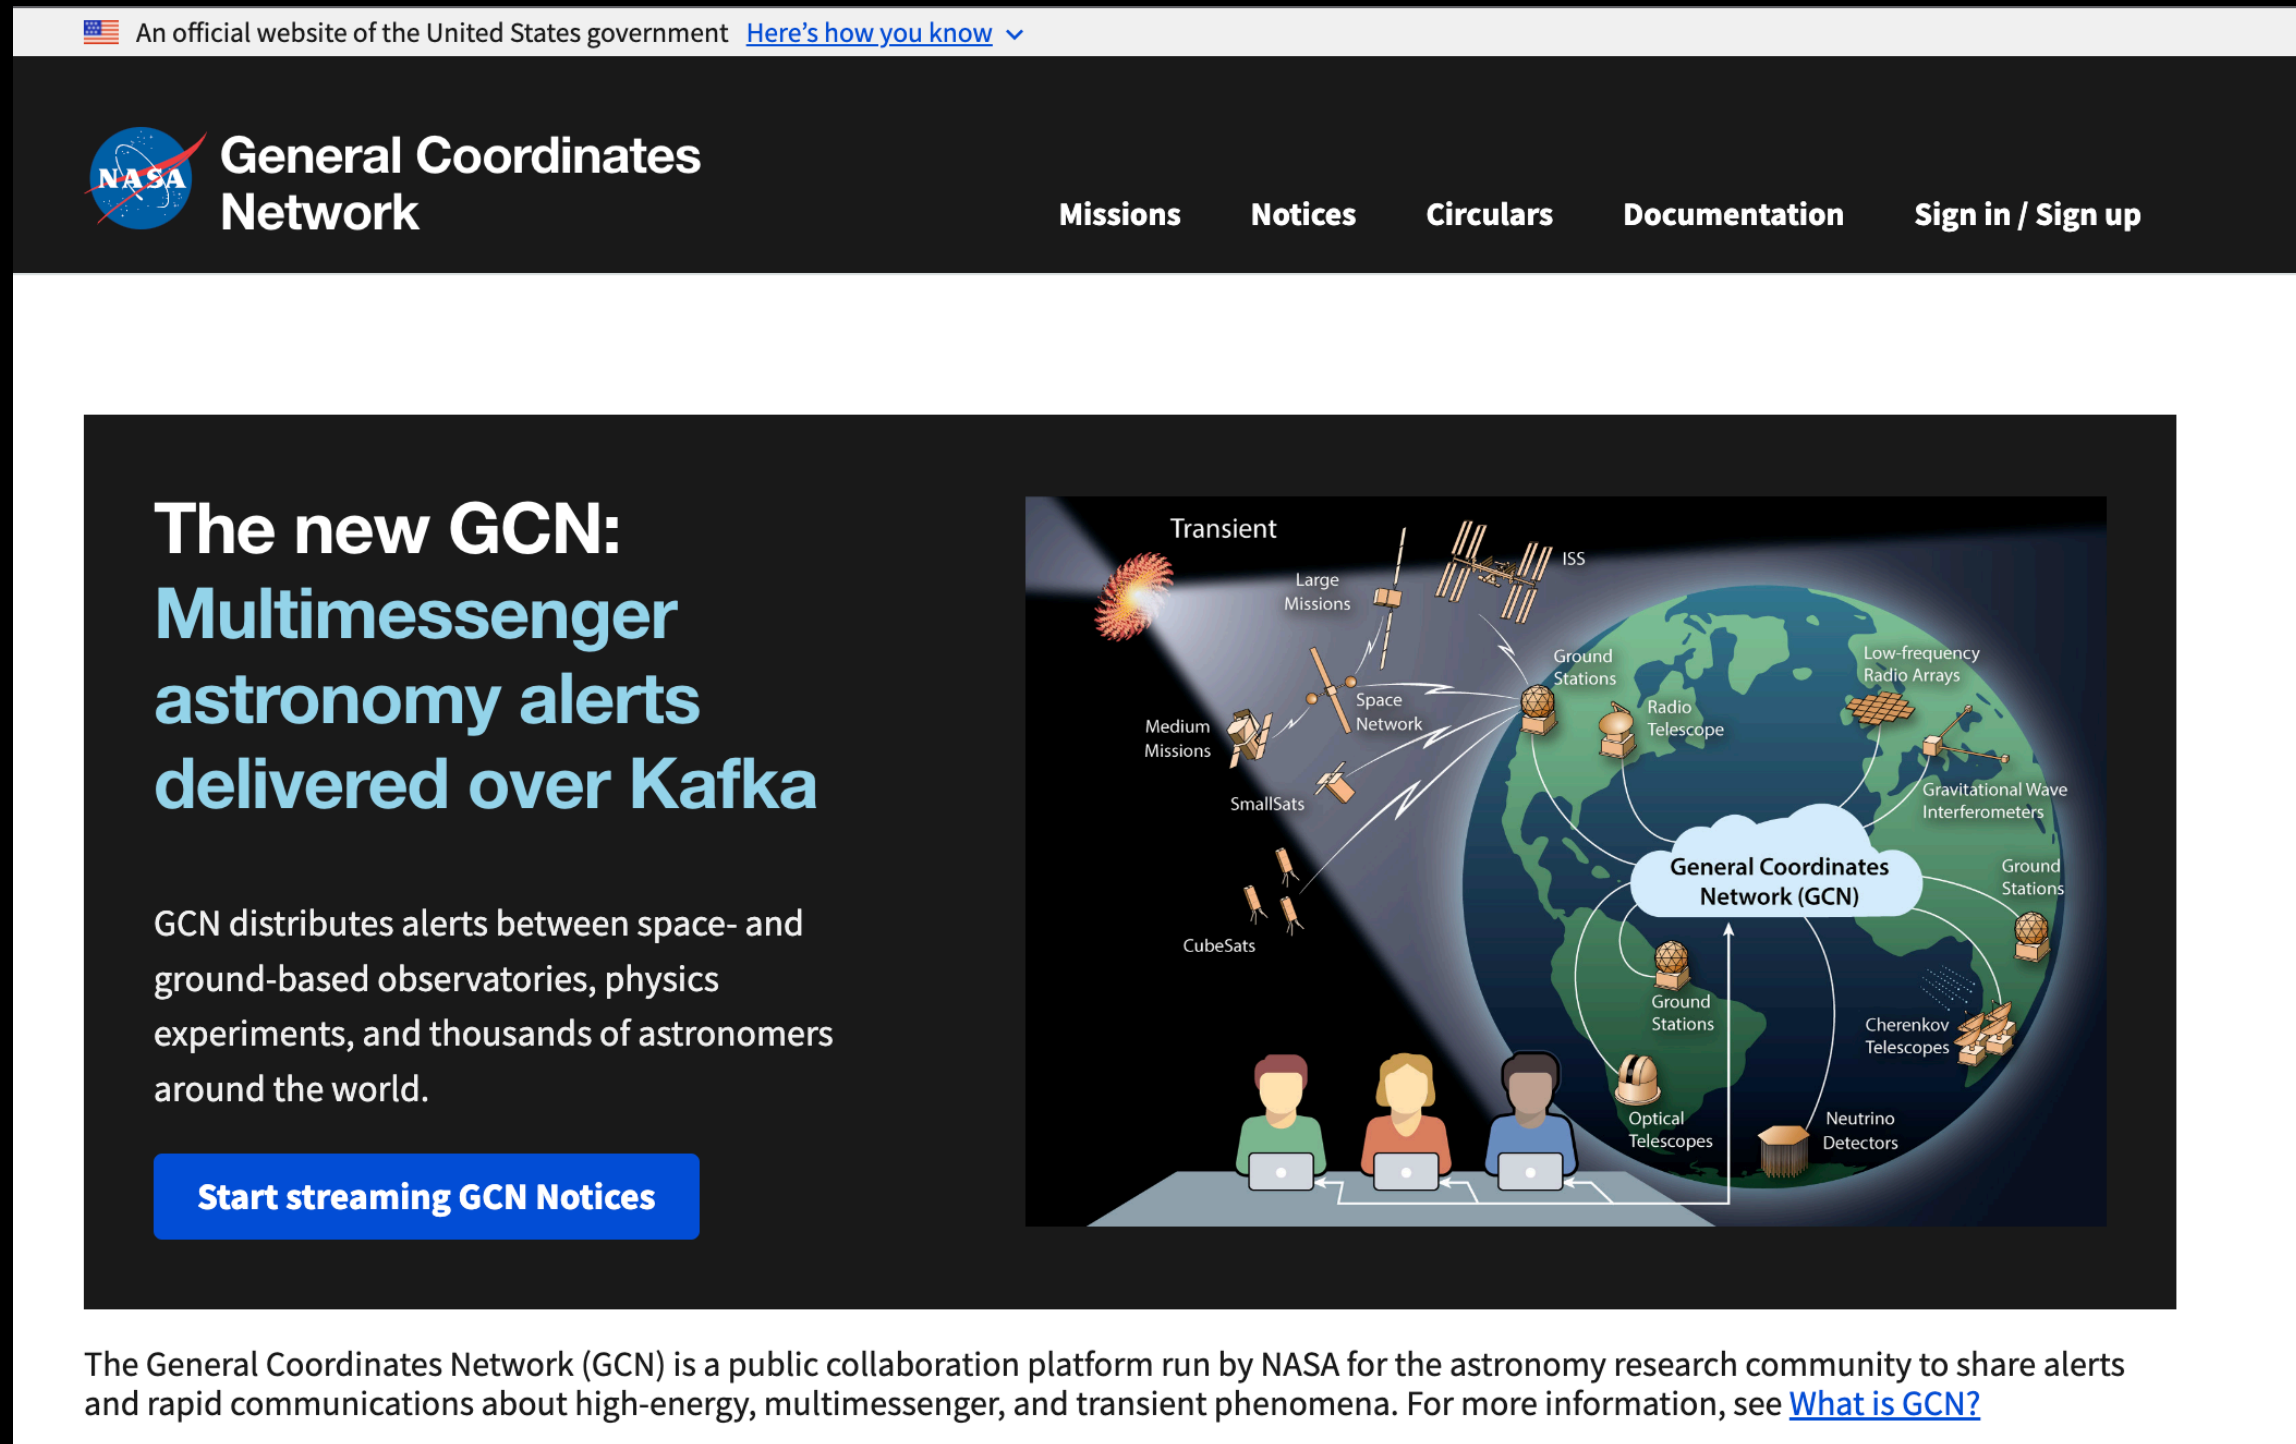 An official website of the United States government Here's how you know
NASA
General Coordinates
Network
Missions Notices Circulars Documentation Sign in / Sign up
The new GCN:
Multimessenger
astronomy alerts
delivered over Kafka
GCN distributes alerts between space- and
ground-based observatories, physics
experiments, and thousands of astronomers
around the world.
Start streaming GCN Notices
Transient
Large
Missions
ISS
Ground
Stations
Low-frequency
Radio Arrays
Space
Network
Radio
Telescope
Medium
Missions
SmallSats
Gravitational Wave
Interferometers
General Coordinates
Network (GCN)
Ground
Stations
CubeSats
Ground
Stations
Cherenkov
Telescopes
Optical
Telescopes
Neutrino
Detectors
The General Coordinates Network (GCN) is a public collaboration platform run by NASA for the astronomy research community to share alerts
and rapid communications about high-energy, multimessenger, and transient phenomena. For more information, see What is GCN?